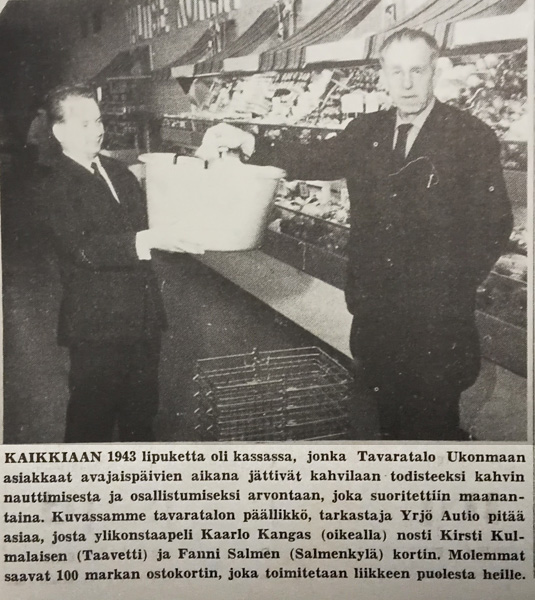 KAIKKIAAN 1943 lipuketta oli kassassa, jonka Tavaratalo Ukonmaan
asiakkaat avajaispäivien aikana jättivät kahvilaan todisteeksi kahvin
nauttimisesta ja osallistumiseksi arvontaan, joka suoritettiin maanan-
taina. Kuvassamme tavaratalon päällikkö, tarkastaja Yrjö Autio pitää
asiaa, josta ylikonstaapeli Kaarlo Kangas (oikealla) nosti Kirsti Kul-
malaisen (Taavetti) ja Fanni Salmen (Salmenkylä) kortin. Molemmat
saavat 100 markan ostokortin, joka toimitetaan liikkeen puolesta heille.